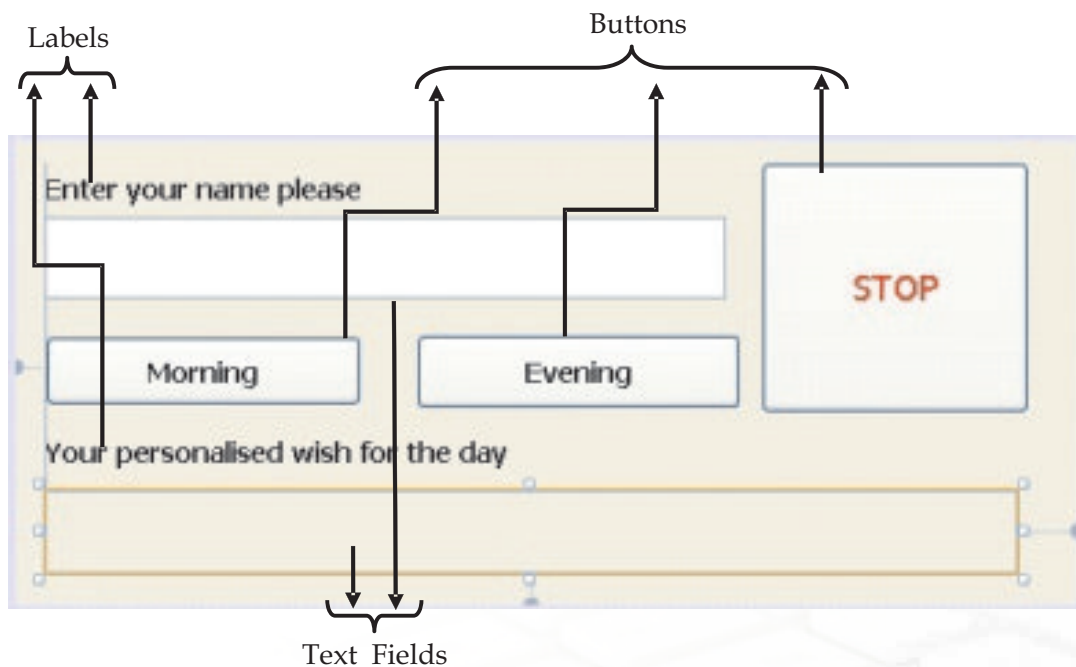 Labels
Buttons
Enter your name please
STOP
Morning
Evening
Your personalised wish for the day
Text Fields